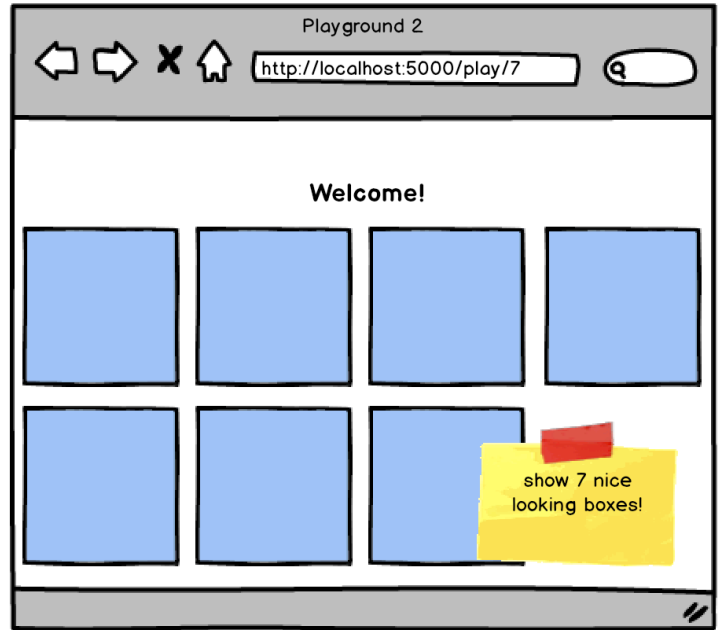 Playground 2
http://localhost:5000/play/7
Welcome!
show 7 nice
looking boxes!